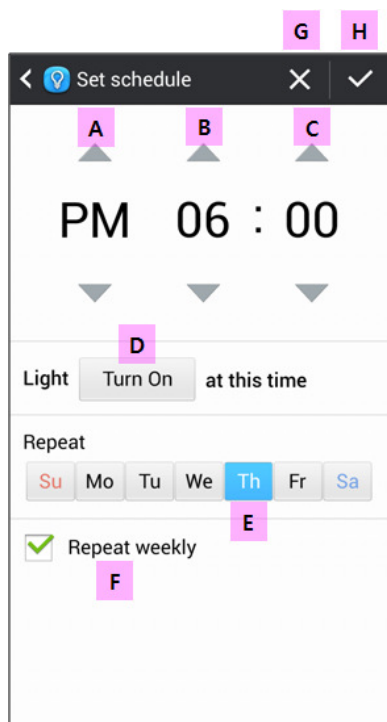 G H
Set schedule
A B C
PM 06 : 00
D
Light Turn On at this time
Repeat
Su Mo Tu We Th Fr Sa
E
Repeat weekly
F